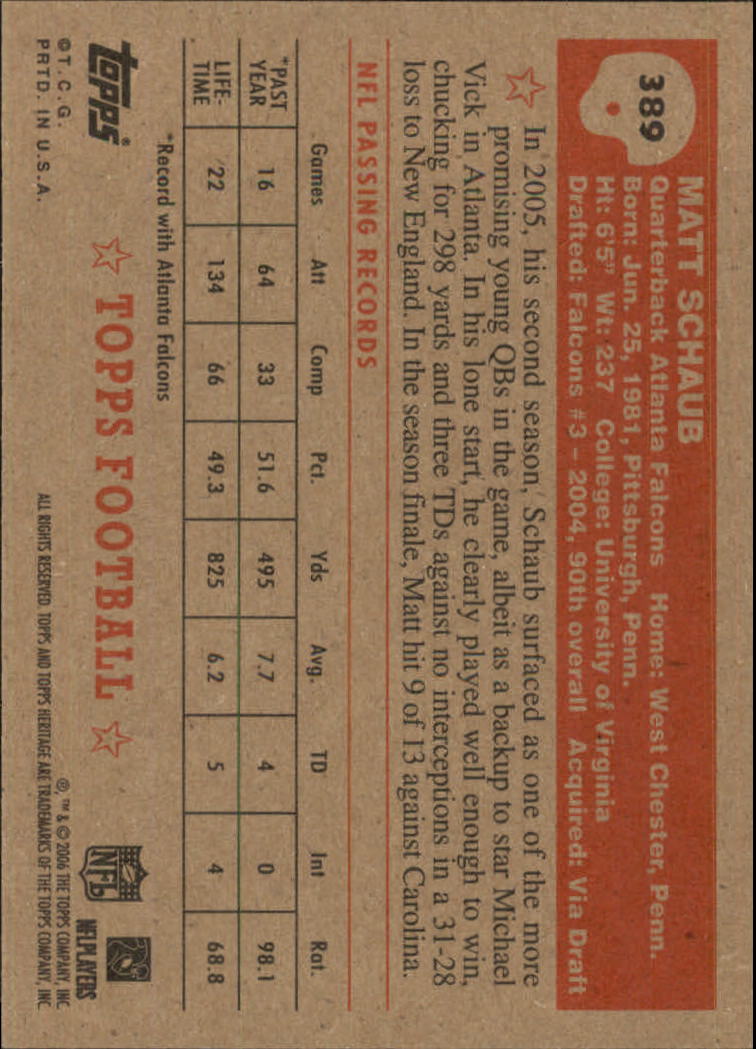 389
MATT SCHAUB
Quarterback Atlanta Falcons Home: West Chester, Penn.
Born: Jun. 25, 1981, Pittsburgh, Penn.
Ht: 6'5" Wt: 237 College: University of Virginia
Drafted: Falcons #3 – 2004, 90th overall Acquired: Via Draft
In 2005, his second season, Schaub surfaced as one of the more
promising young QBs in the game, albeit as a backup to star Michael
Vick in Atlanta. In his lone start, he clearly played well enough to win,
chucking for 298 yards and three TDs against no interceptions in a 31-28
loss to New England. In the season finale, Matt hit 9 of 13 against Carolina.
NFL PASSING RECORDS
Games Att Comp Pct. Yds Avg. TD Int Rat.
*PAST YEAR 16 64 33 51.6 495 7.7 4 0 98.1
LIFE-TIME 22 134 66 49.3 825 6.2 5 4 68.8
*Record with Atlanta Falcons
topps®
©T.C.G.
PRTD. IN U.S.A.
TOPPS FOOTBALL
NFL
NFLPLAYERS
®, ™ & © 2006 THE TOPPS COMPANY, INC
ALL RIGHTS RESERVED. TOPPS AND TOPPS HERITAGE ARE TRADEMARKS OF THE TOPPS COMPANY, INC